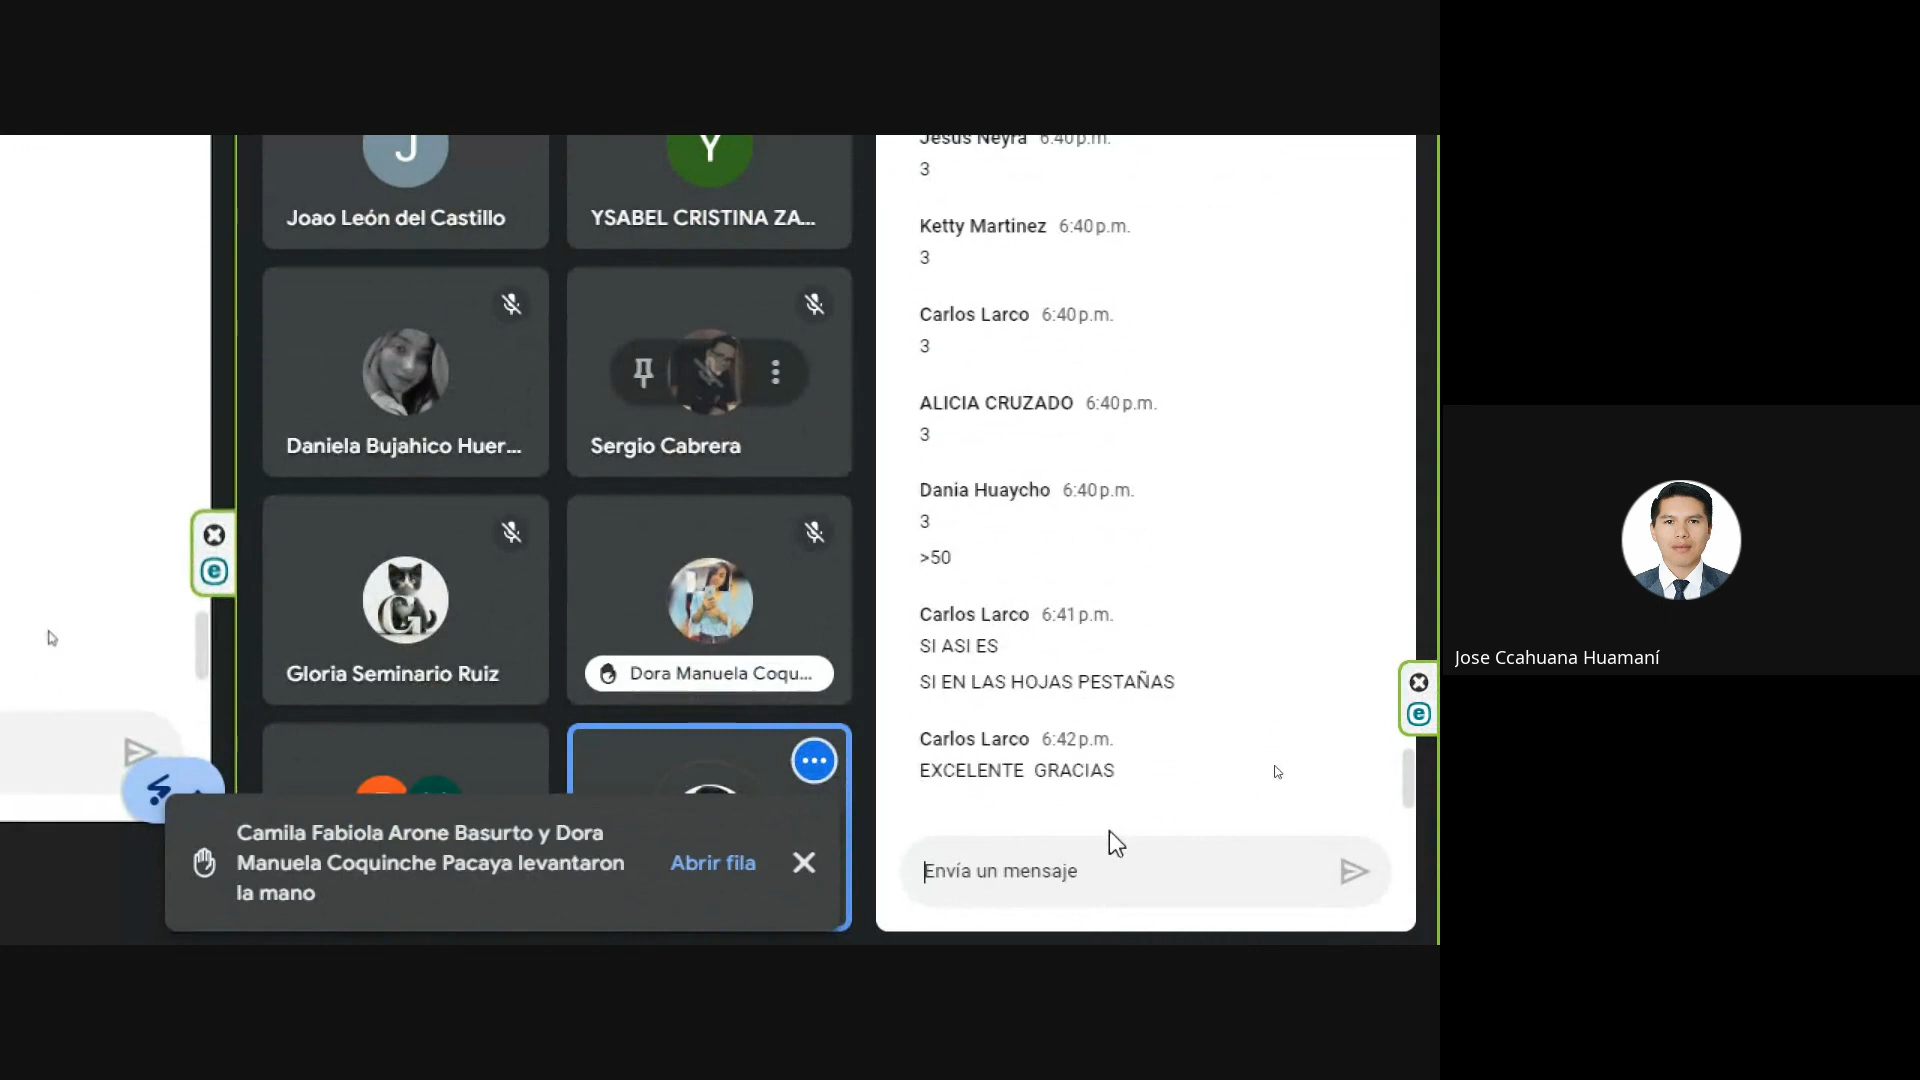 J
Joao León del Castillo
Y
YSABEL CRISTINA ZA...
Daniela Bujahico Huer...
Sergio Cabrera
G
Gloria Seminario Ruiz
Dora Manuela Coqu...
Camila Fabiola Arone Basurto y Dora
Manuela Coquinche Pacaya levantaron
la mano
Abrir fila
Jesus Neyra 6:40 p.m.
3
Ketty Martinez 6:40 p.m.
3
Carlos Larco 6:40 p.m.
3
ALICIA CRUZADO 6:40 p.m.
3
Dania Huaycho 6:40 p.m.
3
>50
Carlos Larco 6:41 p.m.
SI ASI ES
SI EN LAS HOJAS PESTAÑAS
Carlos Larco 6:42 p.m.
EXCELENTE GRACIAS
Envía un mensaje
Jose Ccahuana Huamaní